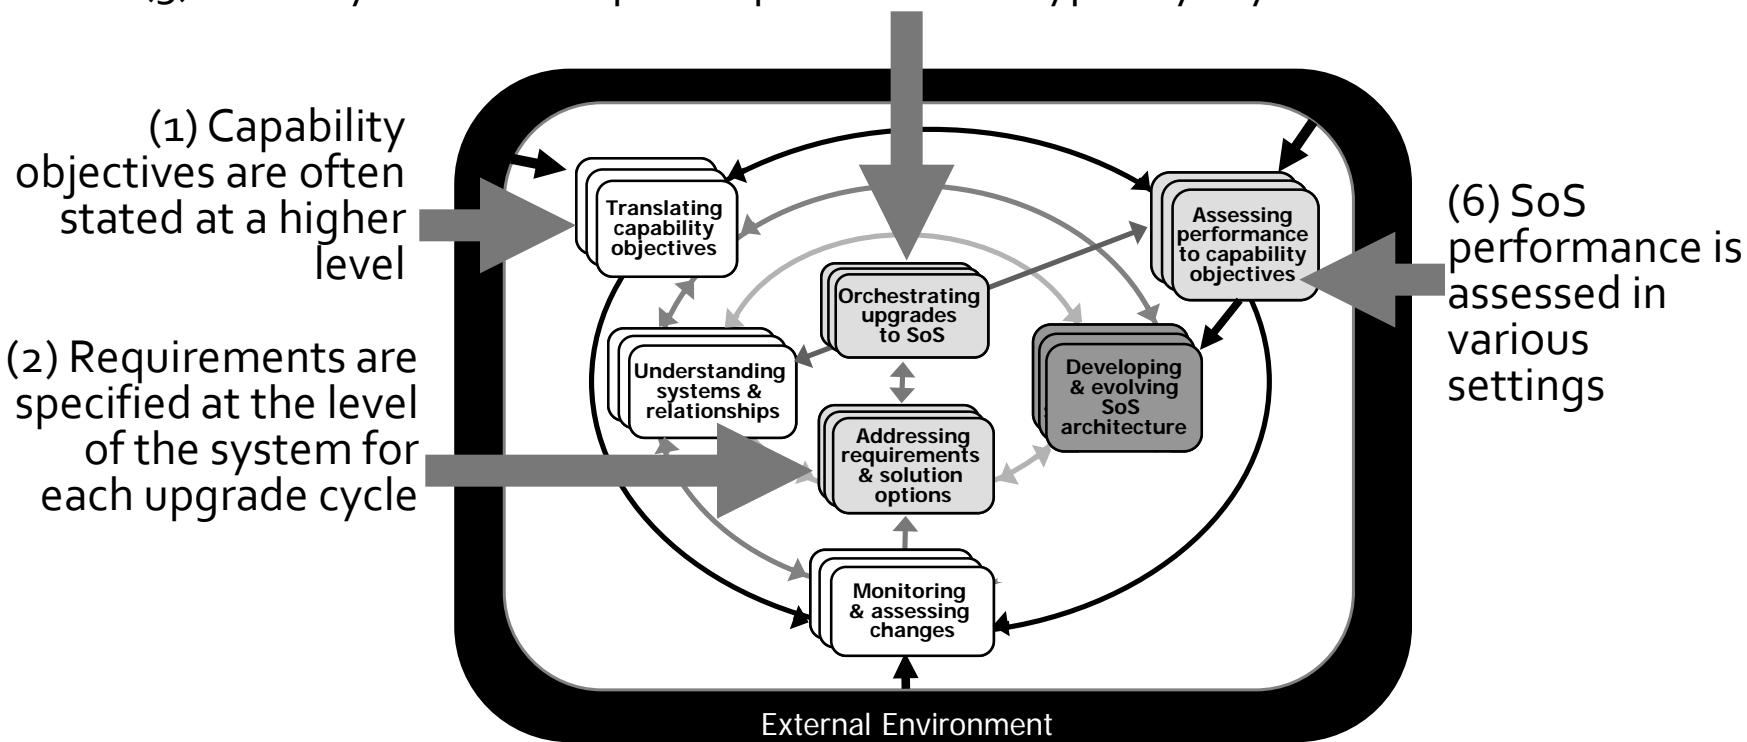 (1) Capability
objectives are often
stated at a higher
level
(2) Requirements are
specified at the level
of the system for
each upgrade cycle
Translating
capability
objectives
Assessing
performance
to capability
objectives
Orchestrating
upgrades
to SoS
Understanding
systems &
relationships
Developing
& evolving
SoS
architecture
Addressing
requirements
& solution
options
Monitoring
& assessing
changes
External Environment
(6) SoS
performance is
assessed in
various
settings